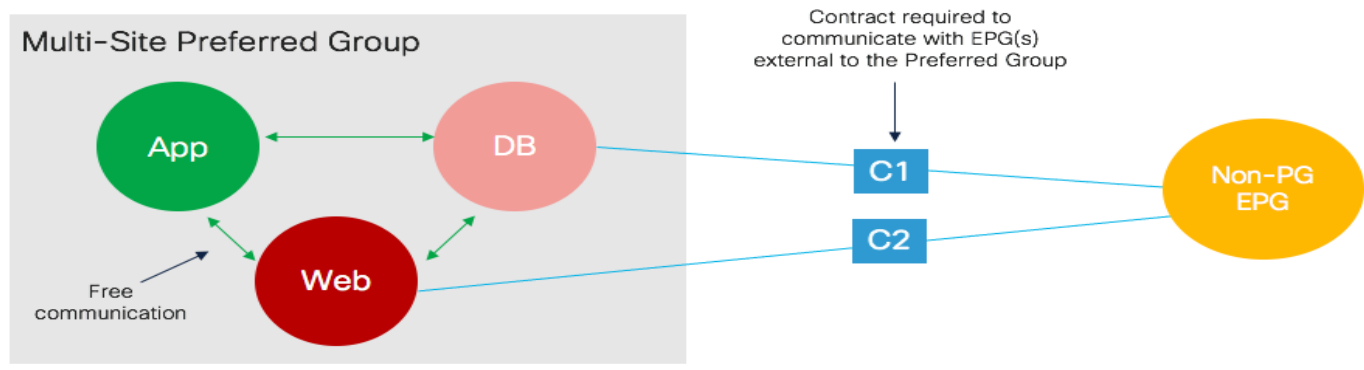 Multi-Site Preferred Group
App
DB
Web
Free
communication
Contract required to
communicate with EPG(s)
external to the Preferred Group
C1
C2
Non-PG
EPG